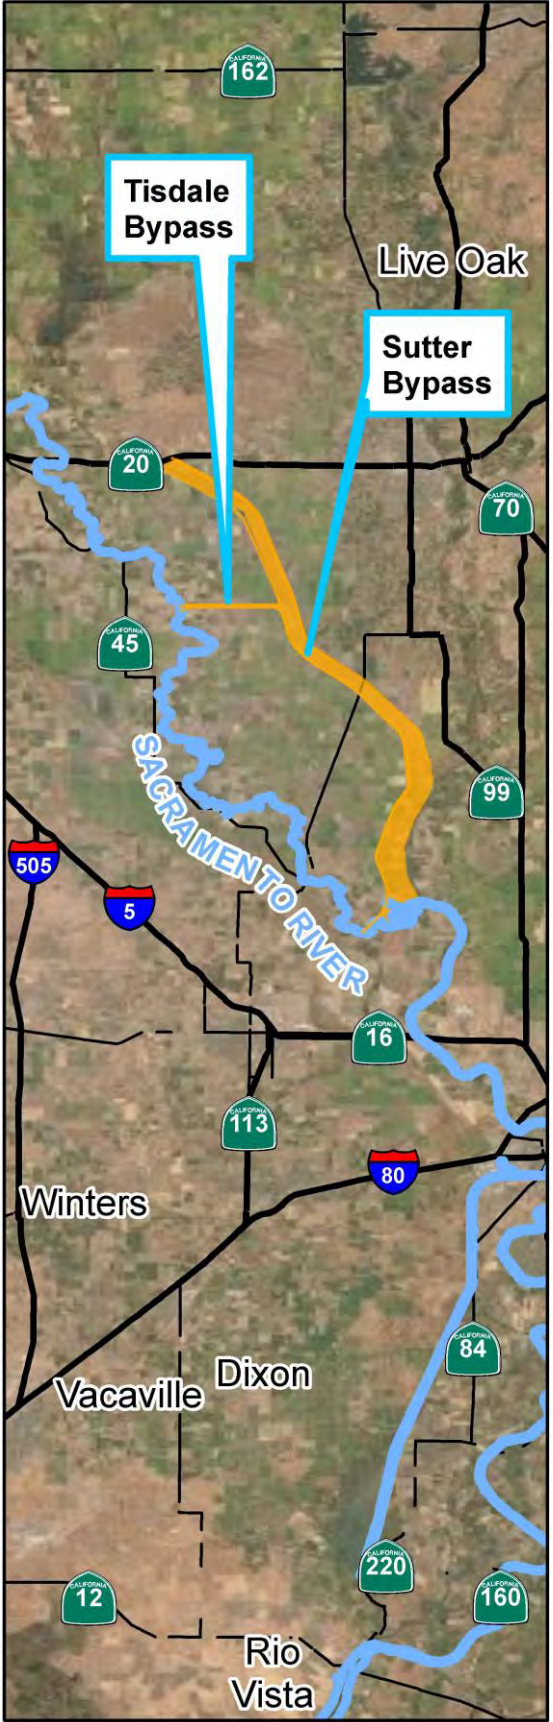 CALIFORNIA
162
Tisdale
Bypass
Live Oak
Sutter
Bypass
CALIFORNIA
20
CALIFORNIA
70
CALIFORNIA
45
CALIFORNIA
99
SACRAMENTO RIVER
505
5
CALIFORNIA
16
CALIFORNIA
113
80
Winters
CALIFORNIA
84
Dixon
Vacaville
CALIFORNIA
220
CALIFORNIA
12
CALIFORNIA
160
Rio
Vista